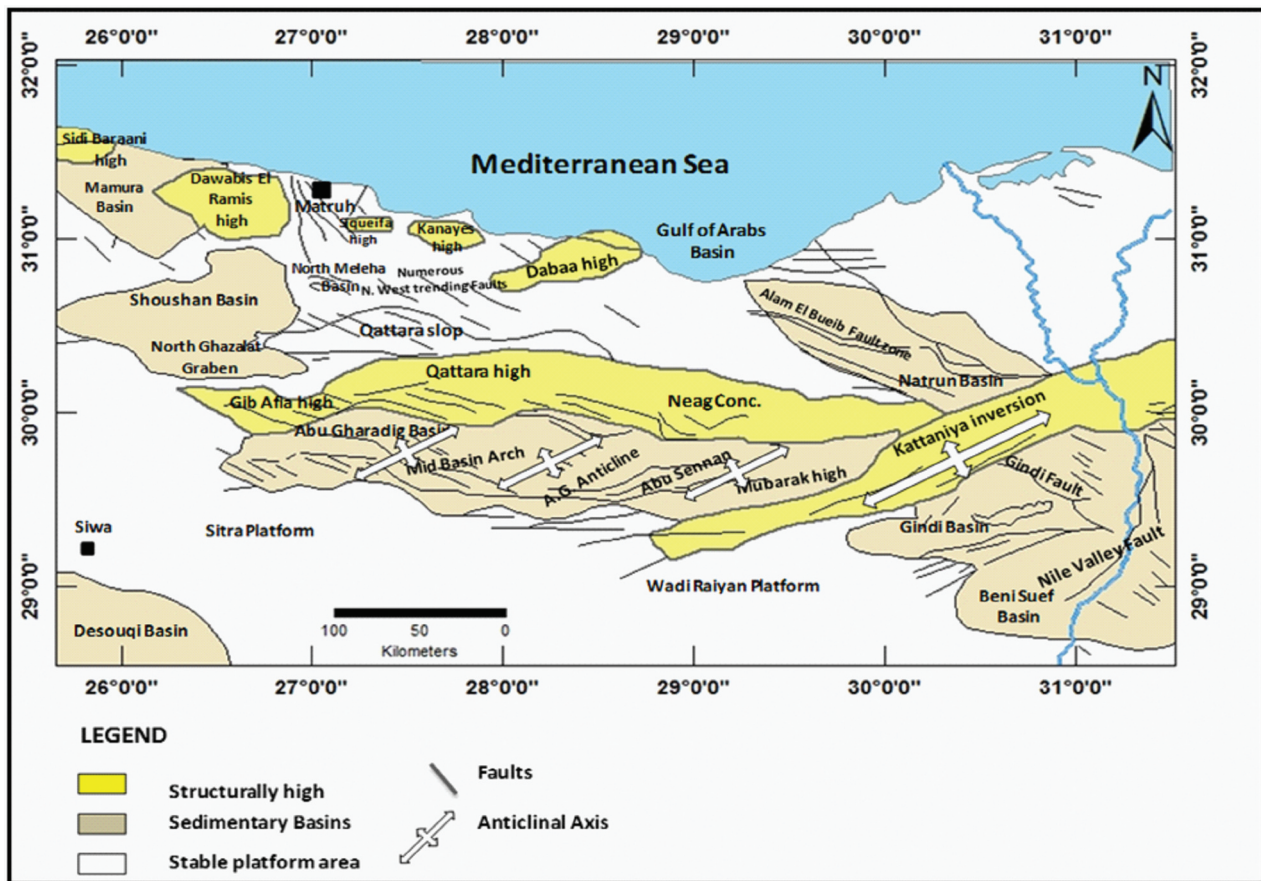 26°0'0"
27°0'0"
28°0'0"
29°0'0"
30°0'0"
31°0'0"
32°0'0"
32°0'0"
N
Sidi Baraani
high
Mamura
Basin
Dawabis El
Ramis
high
Matruh
Siqueifa
high
Kanayes
high
Mediterranean Sea
Gulf of Arabs
Basin
31°0'0"
31°0'0"
Dabaa high
North Meleha
Basin
Numerous
N. West trending Faults
Shoushan Basin
Qattara slop
Alam El Bueib Fault zone
North Ghazalat
Graben
Natrun Basin
Qattara high
Gib Afia high
Neag Conc.
30°0'0"
30°0'0"
Kattaniya inversion
Abu Gharadig Basin
Mid Basin Arch
A.G. Anticline
Abu Sennan
Mubarak high
Gindi Fault
Gindi Basin
Siwa
Sitra Platform
Nile Valley Fault
29°0'0"
29°0'0"
Wadi Raiyan Platform
Beni Suef
Basin
Desouqi Basin
100
50
0
Kilometers
26°0'0"
27°0'0"
28°0'0"
29°0'0"
30°0'0"
31°0'0"
LEGEND
Structurally high
Sedimentary Basins
Stable platform area
Faults
Anticlinal Axis